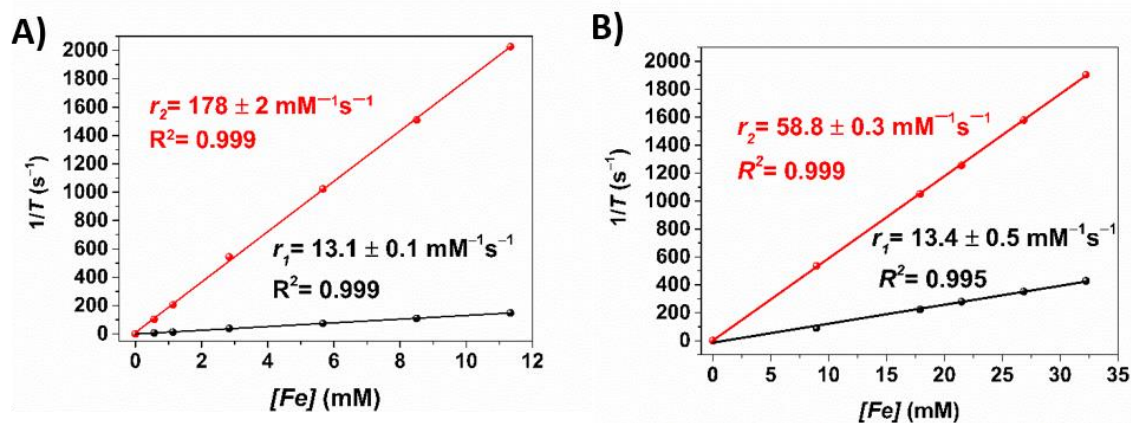 A)
2000
1800
1600
1400
1200
1000
800
600
400
200
0
1/T (s⁻¹)
r₂= 178 ± 2 mM⁻¹s⁻¹
R²= 0.999
r₁= 13.1 ± 0.1 mM⁻¹s⁻¹
R²= 0.999
0 2 4 6 8 10 12
[Fe] (mM)
B)
2000
1800
1600
1400
1200
1000
800
600
400
200
0
1/T (s⁻¹)
r₂= 58.8 ± 0.3 mM⁻¹s⁻¹
R²= 0.999
r₁= 13.4 ± 0.5 mM⁻¹s⁻¹
R²= 0.995
0 5 10 15 20 25 30 35
[Fe] (mM)